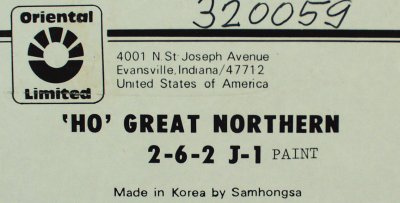 Oriental
Limited
320059
4001 N St Joseph Avenue
Evansville, Indiana/47712
United States of America
'HO' GREAT NORTHERN
2-6-2 J-1 PAINT
Made in Korea by Samhongsa